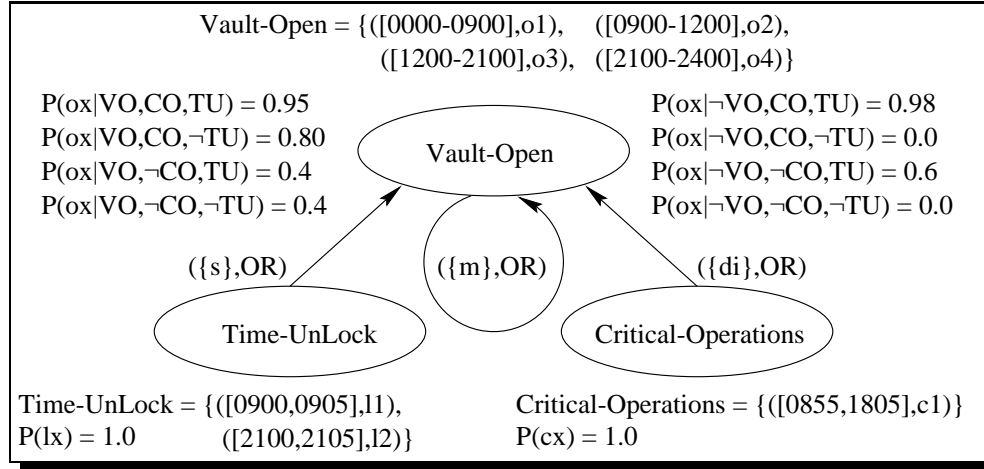 Vault-Open = {([0000-0900],o1), ([0900-1200],o2),
([1200-2100],o3), ([2100-2400],o4)}
P(ox|VO,CO,TU) = 0.95
P(ox|VO,CO,¬TU) = 0.80
P(ox|VO,¬CO,TU) = 0.4
P(ox|VO,¬CO,¬TU) = 0.4
P(ox|¬VO,CO,TU) = 0.98
P(ox|¬VO,CO,¬TU) = 0.0
P(ox|¬VO,¬CO,TU) = 0.6
P(ox|¬VO,¬CO,¬TU) = 0.0
Vault-Open
({s},OR)
({m},OR)
({di},OR)
Time-UnLock
Critical-Operations
Time-UnLock = {([0900,0905],l1),
P(lx) = 1.0 ([2100,2105],l2)}
Critical-Operations = {([0855,1805],c1)}
P(cx) = 1.0